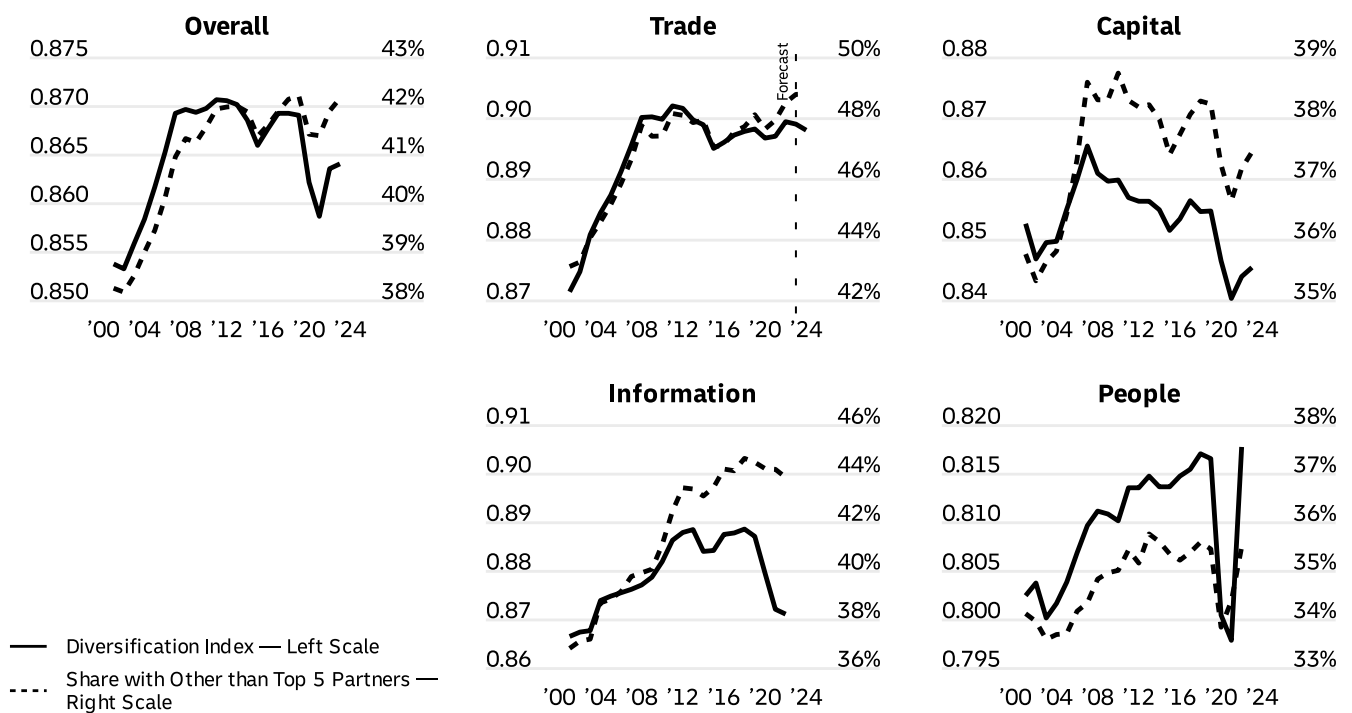 Overall
0.875 43%
0.870 42%
0.865 41%
0.860 40%
0.855 39%
0.850 38%
’00 ’04 ’08 ’12 ’16 ’20 ’24
Trade
Forecast
0.91 50%
0.90 48%
0.89 46%
0.88 44%
0.87 42%
’00 ’04 ’08 ’12 ’16 ’20 ’24
Capital
0.88 39%
0.87 38%
0.86 37%
0.85 36%
0.84 35%
’00 ’04 ’08 ’12 ’16 ’20 ’24
Information
0.91 46%
0.90 44%
0.89 42%
0.88 40%
0.87 38%
0.86 36%
’00 ’04 ’08 ’12 ’16 ’20 ’24
People
0.820 38%
0.815 37%
0.810 36%
0.805 35%
0.800 34%
0.795 33%
’00 ’04 ’08 ’12 ’16 ’20 ’24
Diversification Index — Left Scale
Share with Other than Top 5 Partners —
Right Scale